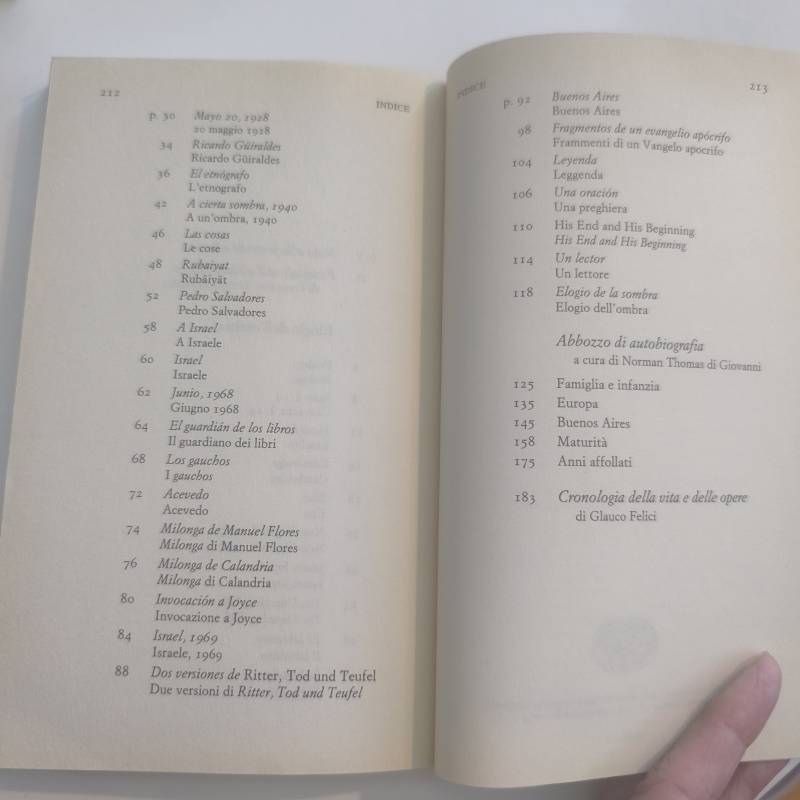 212
INDICE
p. 30 Mayo 20, 1928
20 maggio 1928
34 Ricardo Güiraldes
Ricardo Güiraldes
36 El etnógrafo
L'etnografo
42 A cierta sombra, 1940
A un'ombra, 1940
46 Las cosas
Le cose
48 Rubaiyat
Rubāiyāt
52 Pedro Salvadores
Pedro Salvadores
58 A Israel
A Israele
60 Israel
Israele
62 Junio, 1968
Giugno 1968
64 El guardián de los libros
Il guardiano dei libri
68 Los gauchos
I gauchos
72 Acevedo
Acevedo
74 Milonga de Manuel Flores
Milonga di Manuel Flores
76 Milonga de Calandria
Milonga di Calandria
80 Invocación a Joyce
Invocazione a Joyce
84 Israel, 1969
Israele, 1969
88 Dos versiones de Ritter, Tod und Teufel
Due versioni di Ritter, Tod und Teufel
INDICE
213
p. 92 Buenos Aires
Buenos Aires
98 Fragmentos de un evangelio apócrifo
Frammenti di un Vangelo apocrifo
104 Leyenda
Leggenda
106 Una oración
Una preghiera
110 His End and His Beginning
His End and His Beginning
114 Un lector
Un lettore
118 Elogio de la sombra
Elogio dell'ombra
Abbozzo di autobiografia
a cura di Norman Thomas di Giovanni
125 Famiglia e infanzia
135 Europa
145 Buenos Aires
158 Maturità
175 Anni affollati
183 Cronologia della vita e delle opere
di Glauco Felici